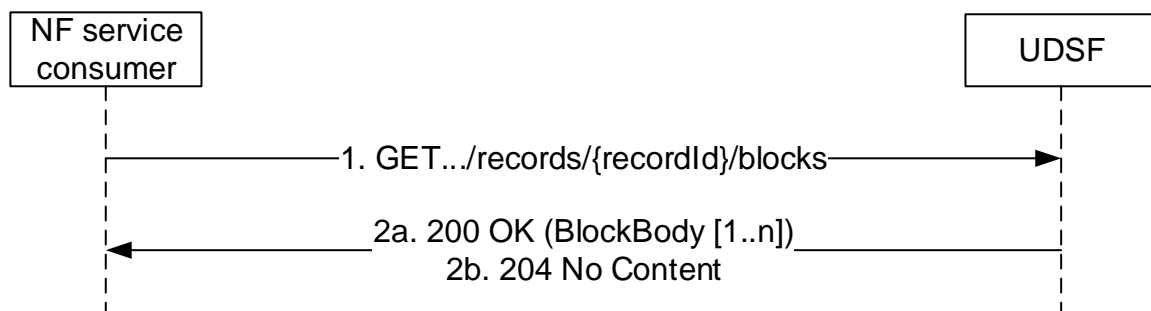 NF service
consumer
UDSF
1. GET.../records/{recordId}/blocks
2a. 200 OK (BlockBody [1..n])
2b. 204 No Content